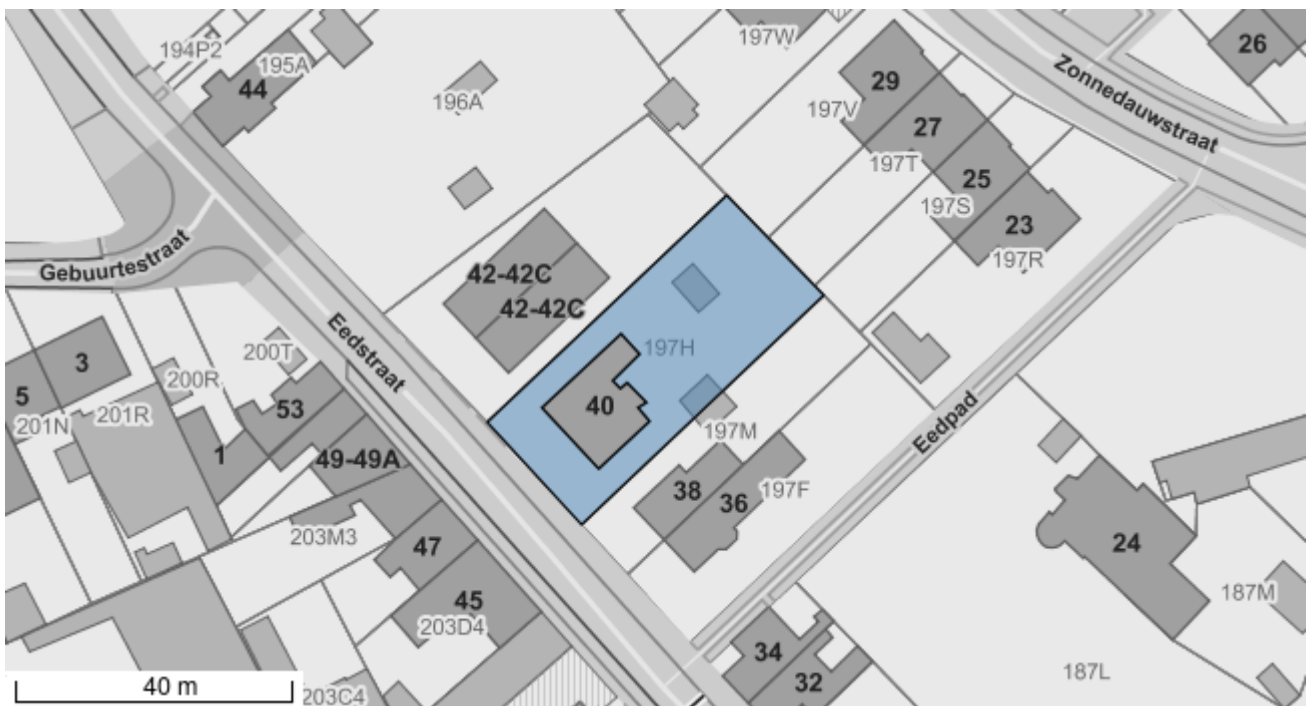 194P2
195A
44
196A
197W
26
29
197V
27
197T
25
197S
23
197R
Zonnedauwstraat
Gebuurtestraat
Eedstraat
42-42C
42-42C
197H
40
Eedpad
3
5
201N
201R
200R
200T
53
1
49-49A
197M
38
36
197F
203M3
47
45
203D4
24
187M
34
32
187L
203C4
40 m